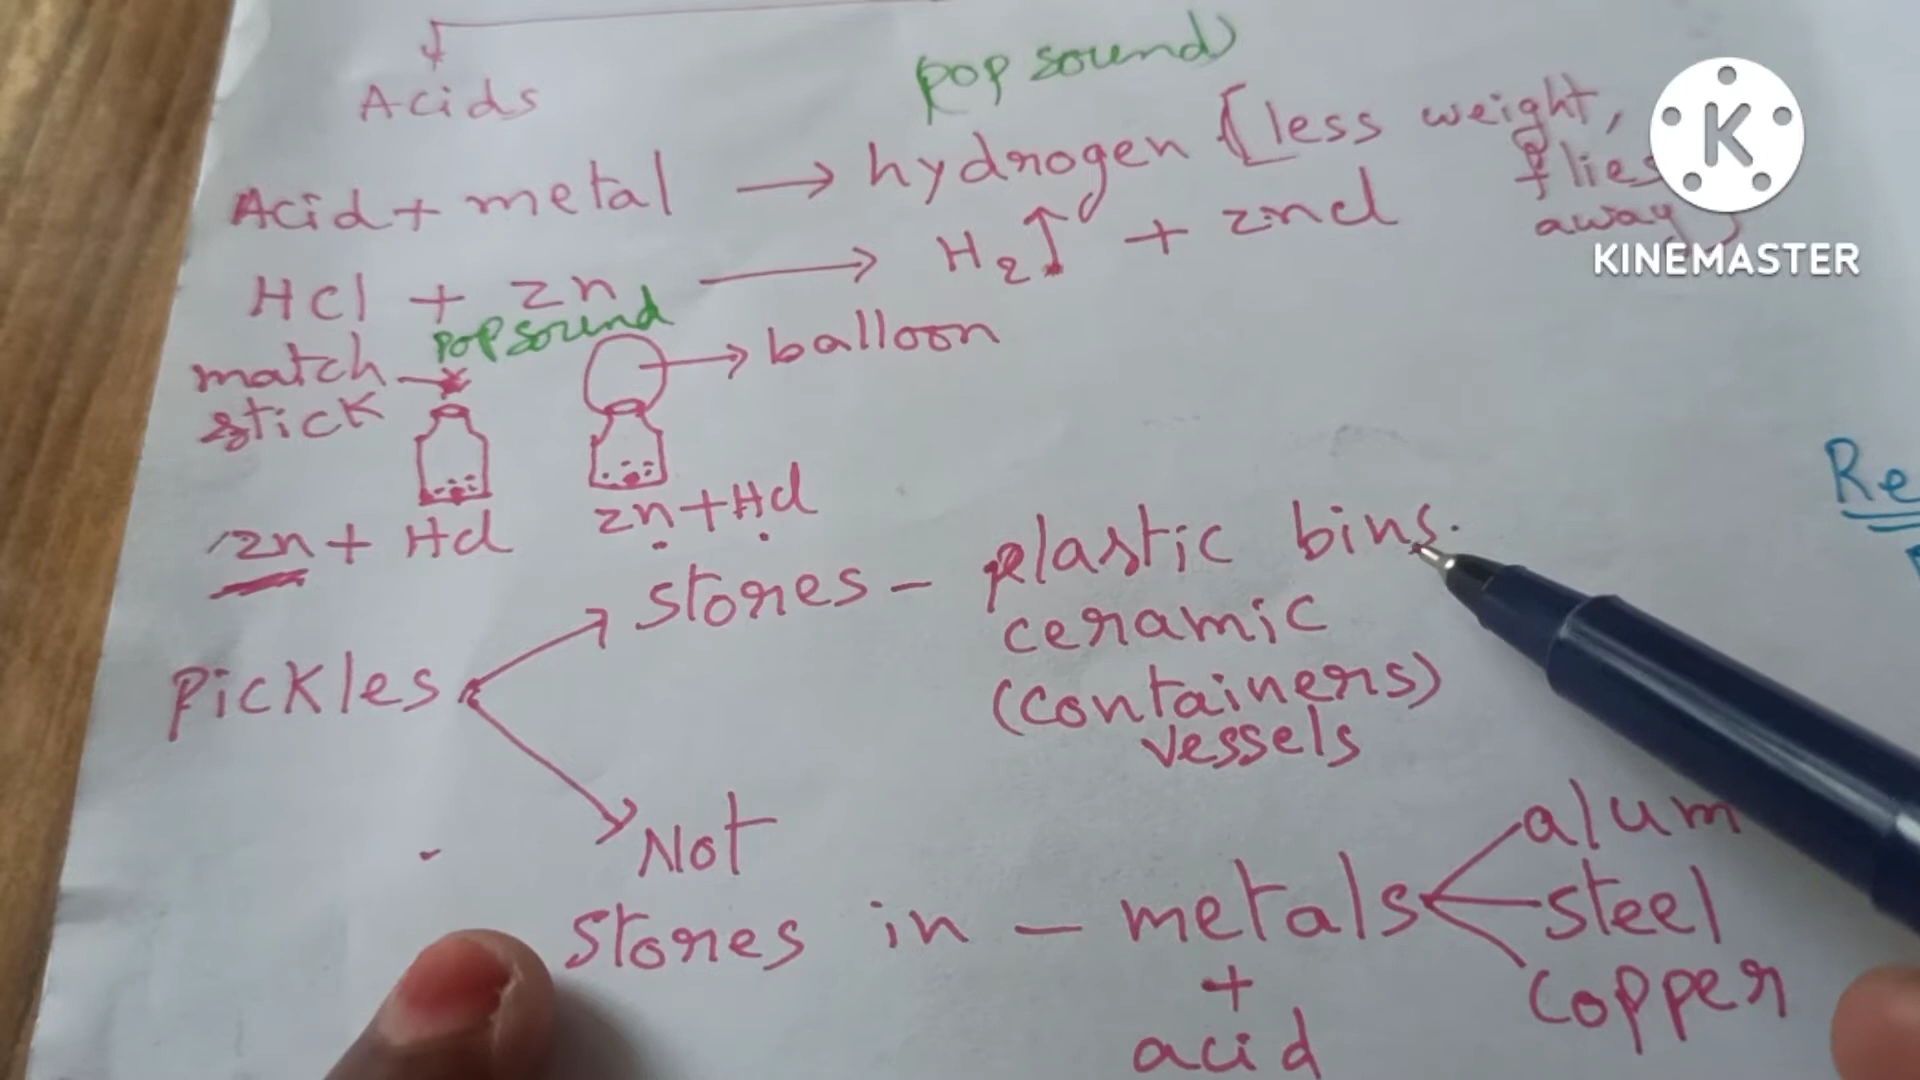 pop sound
Acids
Acid + metal → hydrogen [less weight,
flies
away]
HCl + Zn → H2↑ + zncl
pop sound
match
stick
→ balloon
Zn + Hcl
Zn + Hcl
Re
Pickles
Stores - plastic bins.
ceramic
(containers)
vessels
Not
Stores in - metals
alum
steel
copper
+
acid
K
KINEMASTER